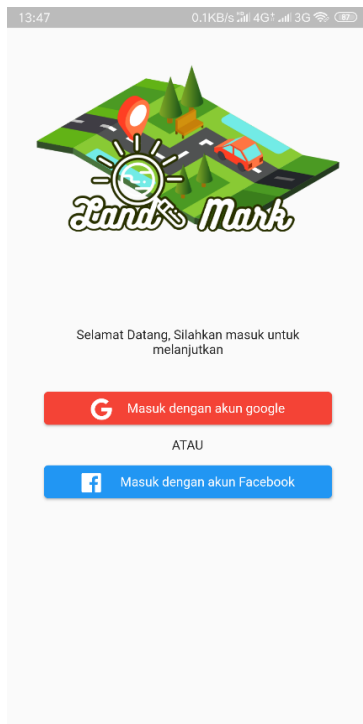 13:47 0.1KB/s 4G 3G 87
Land Mark
Selamat Datang, Silahkan masuk untuk
melanjutkan
G Masuk dengan akun google
ATAU
f Masuk dengan akun Facebook